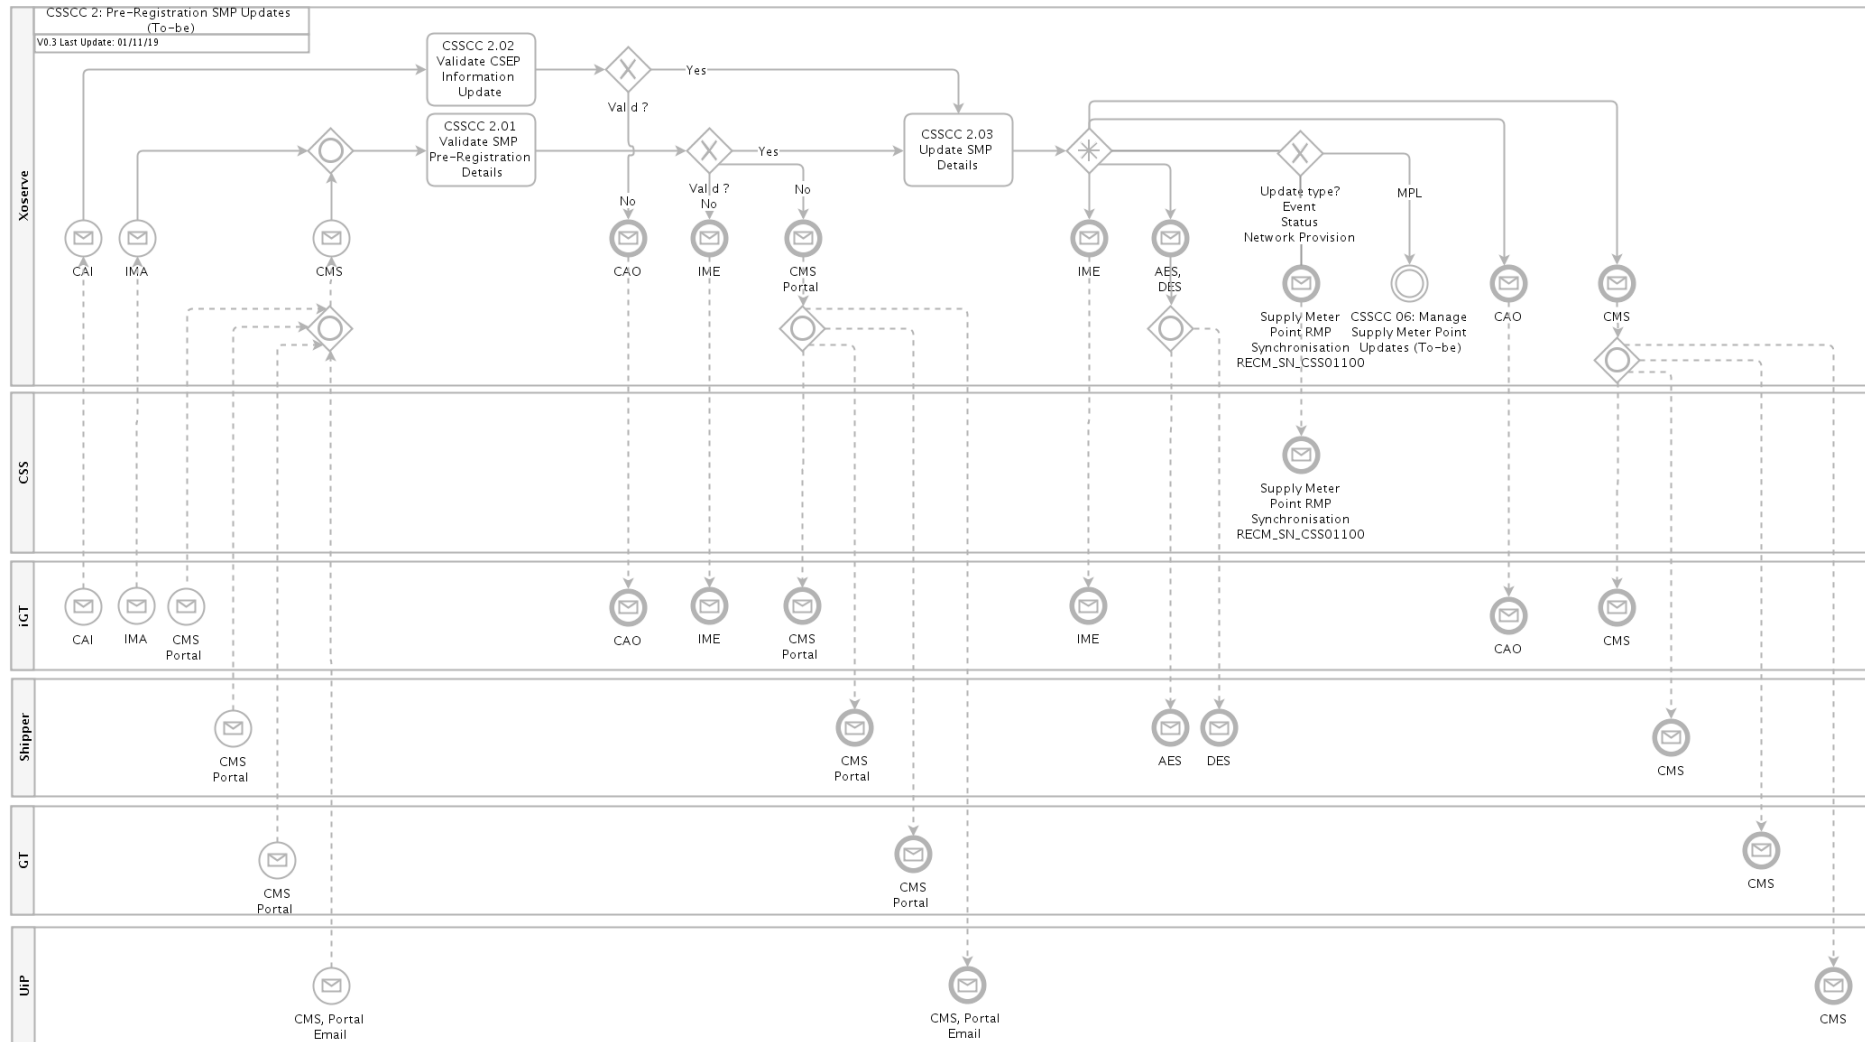 CSSCC 2: Pre-Registration SMP Updates
(To-be)
V0.3 Last Update: 01/11/19
Xoserve
CSSCC 2.02
Validate CSEP
Information
Update
Valid ?
Yes
No
CSSCC 2.01
Validate SMP
Pre-Registration
Details
Valid ?
No
Yes
No
CSSCC 2.03
Update SMP
Details
Update type?
Event
Status
Network Provision
MPL
CAI
IMA
CMS
CAO
IME
CMS
Portal
IME
AES,
DES
Supply Meter
Point RMP
Synchronisation
RECM_SN_CSS01100
CSSCC 06: Manage
Supply Meter Point
Updates (To-be)
CAO
CMS
CSS
Supply Meter
Point RMP
Synchronisation
RECM_SN_CSS01100
iGT
CAI
IMA
CMS
Portal
CAO
IME
CMS
Portal
IME
CAO
CMS
Shipper
CMS
Portal
CMS
Portal
AES
DES
CMS
GT
CMS
Portal
CMS
Portal
CMS
UiP
CMS, Portal
Email
CMS, Portal
Email
CMS